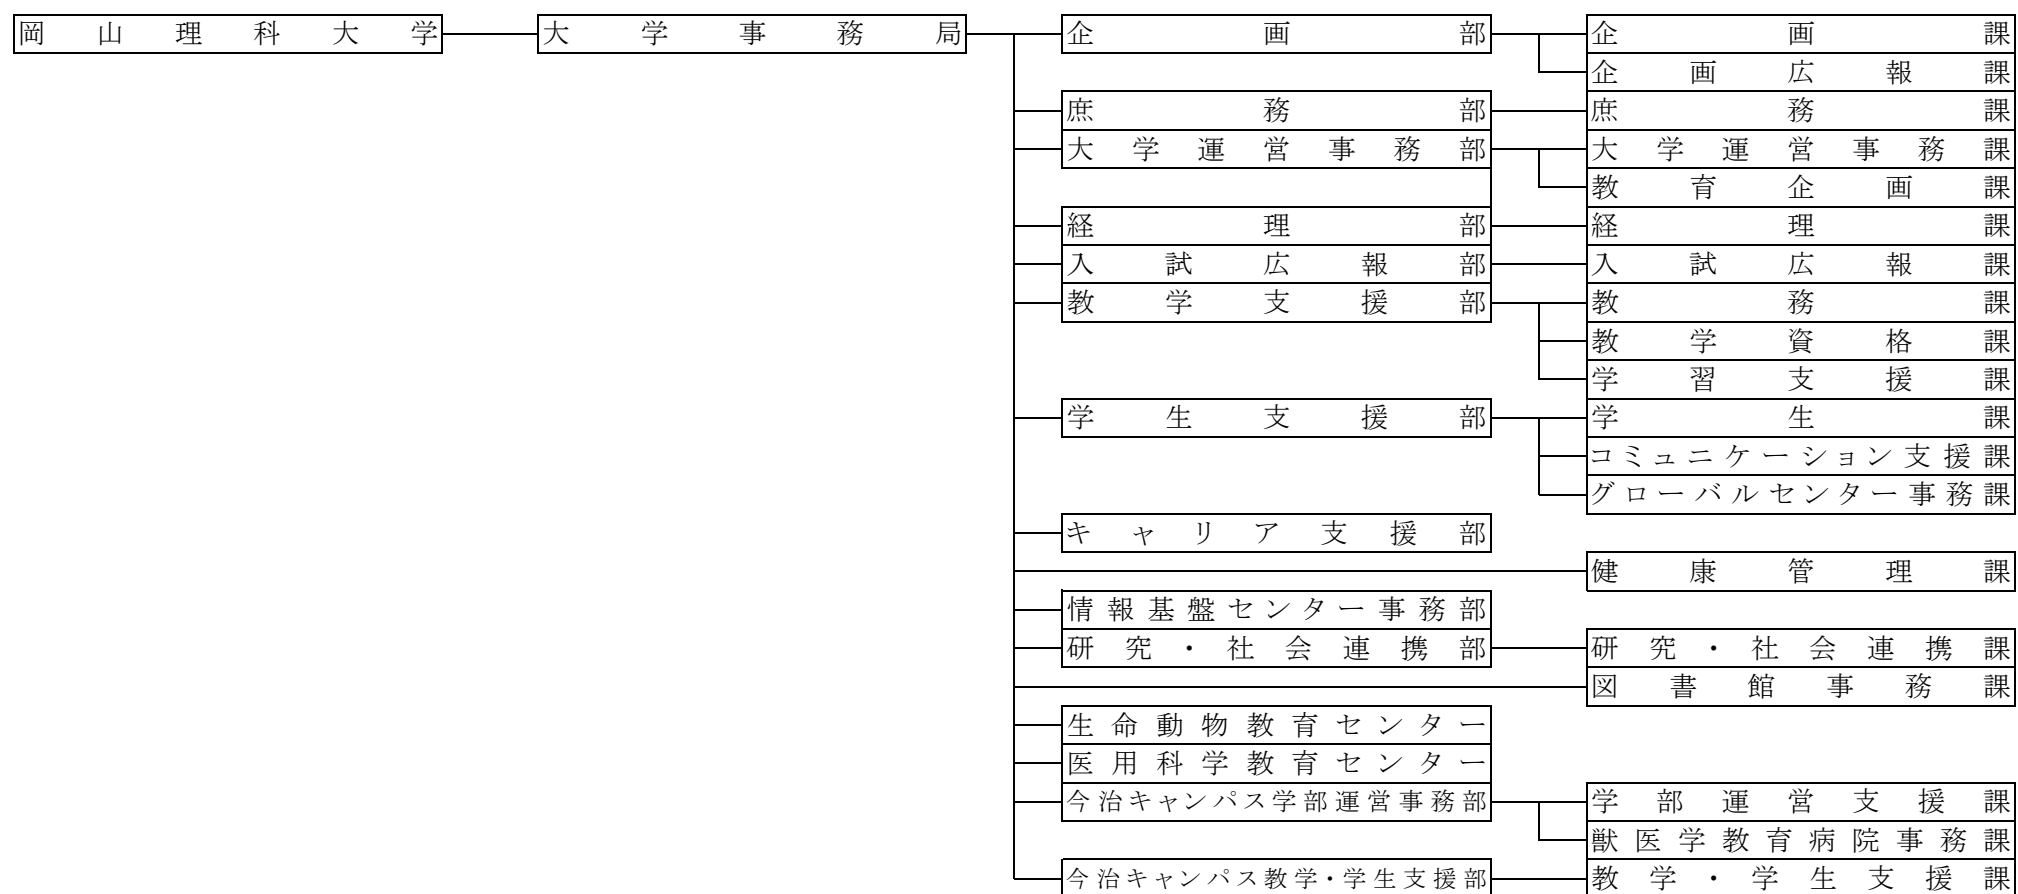 岡山理科大学 大学事務局 企画部 企画課
企画広報課
庶務部 庶務課
大学運営事務部 大学運営事務課
教育企画課
経理部 経理課
入試広報部 入試広報課
教学支援部 教務課
教学資格課
学習支援課
学生支援部 学生課
コミュニケーション支援課
グローバルセンター事務課
キャリア支援部
健康管理課
情報基盤センター事務部
研究・社会連携部 研究・社会連携課
図書館事務課
生命動物教育センター
医用科学教育センター
今治キャンパス学部運営事務部 学部運営支援課
獣医学教育病院事務課
今治キャンパス教学・学生支援部 教学・学生支援課